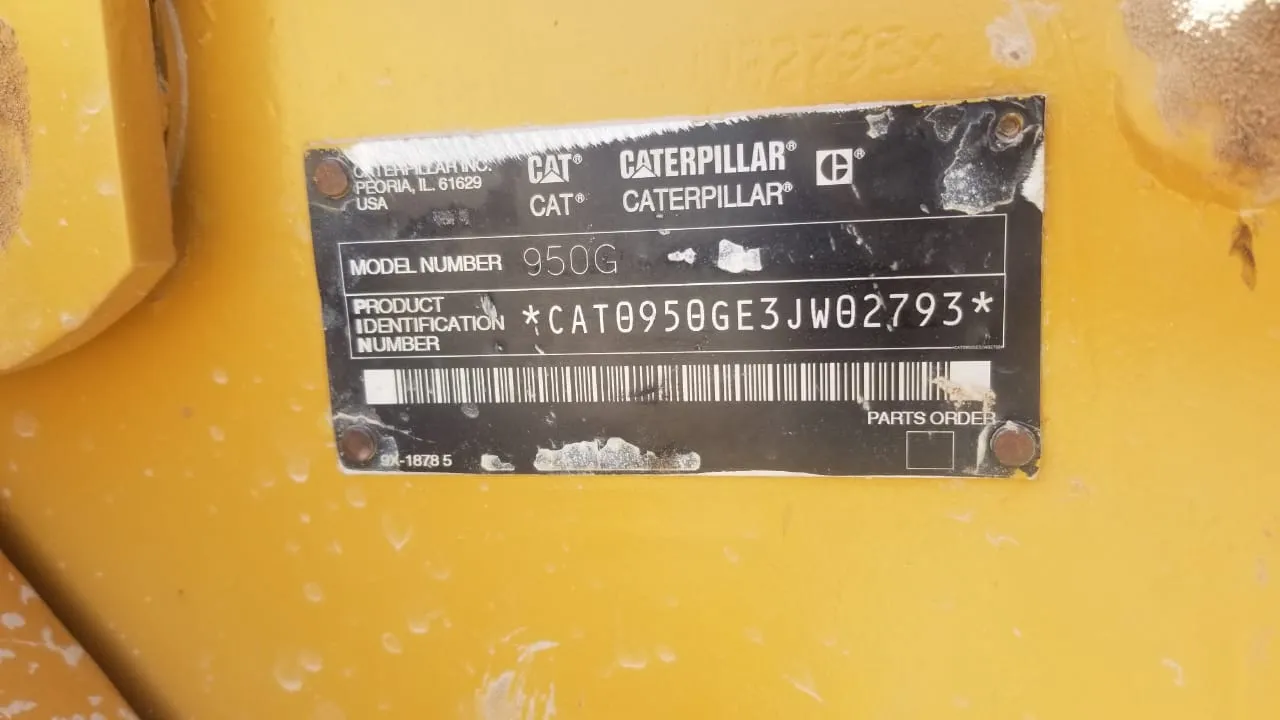 CATERPILLAR INC.
PEORIA, IL. 61629
USA
CAT® CATERPILLAR®
CAT® CATERPILLAR®
MODEL NUMBER 950G
PRODUCT
IDENTIFICATION
NUMBER
*CAT0950GE3JW02793*
PARTS ORDER
9X-1878 5